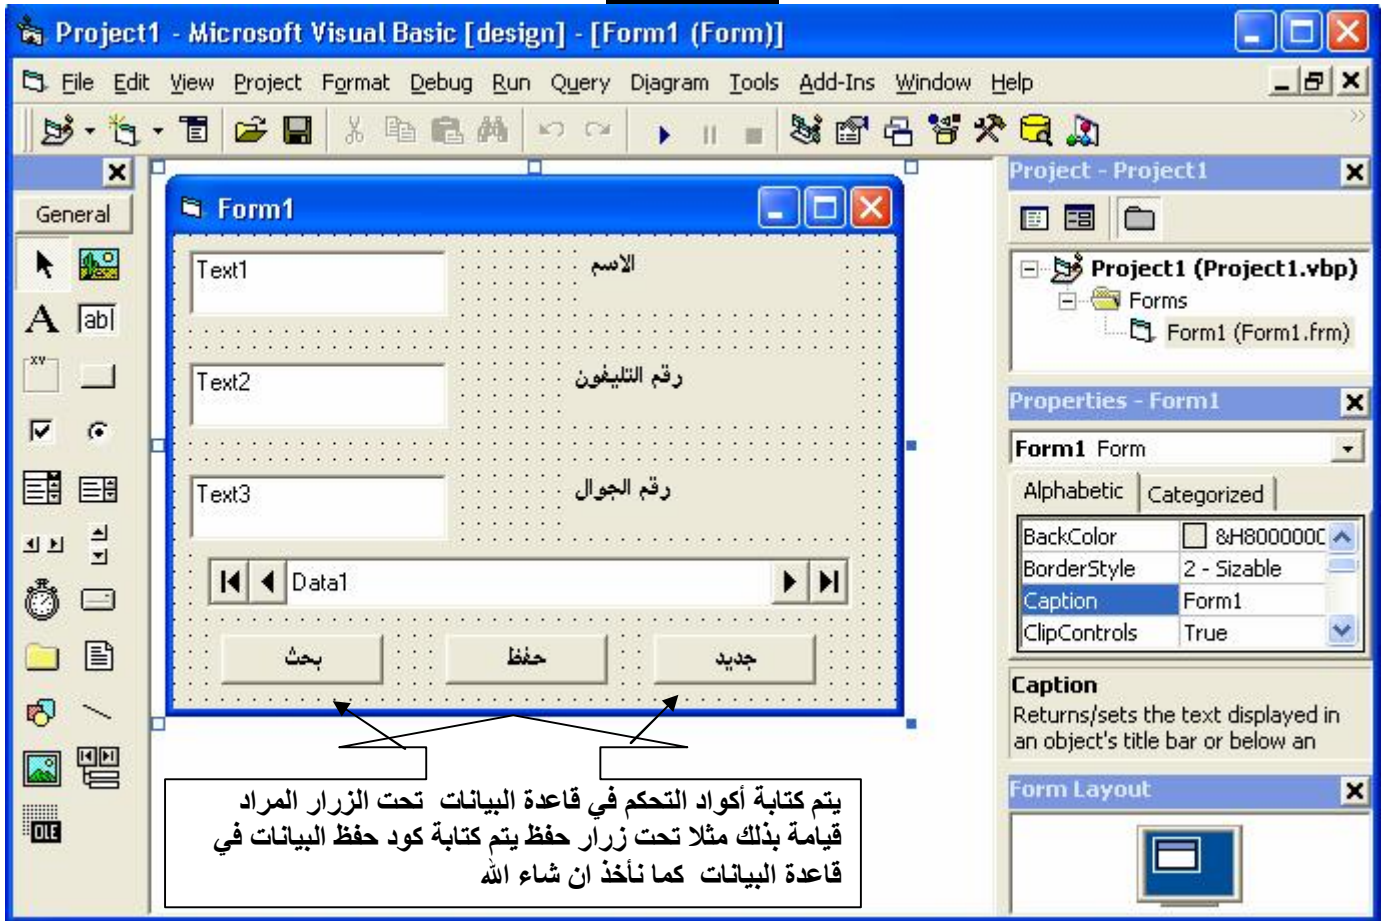 Project1 - Microsoft Visual Basic [design] - [Form1 (Form)]
File Edit View Project Format Debug Run Query Diagram Tools Add-Ins Window Help
General
A
ab
xy
OLE
Form1
Text1
الاسم
Text2
رقم التليفون
Text3
رقم الجوال
Data1
بحث
حفظ
جديد
يتم كتابة أكواد التحكم في قاعدة البيانات تحت الزرار المراد
قيامة بذلك مثلا تحت زرار حفظ يتم كتابة كود حفظ البيانات في
قاعدة البيانات كما نأخذ ان شاء الله
Project - Project1
Project1 (Project1.vbp)
Forms
Form1 (Form1.frm)
Properties - Form1
Form1 Form
Alphabetic Categorized
BackColor &H8000000
BorderStyle 2 - Sizable
Caption Form1
ClipControls True
Caption
Returns/sets the text displayed in
an object's title bar or below an
Form Layout